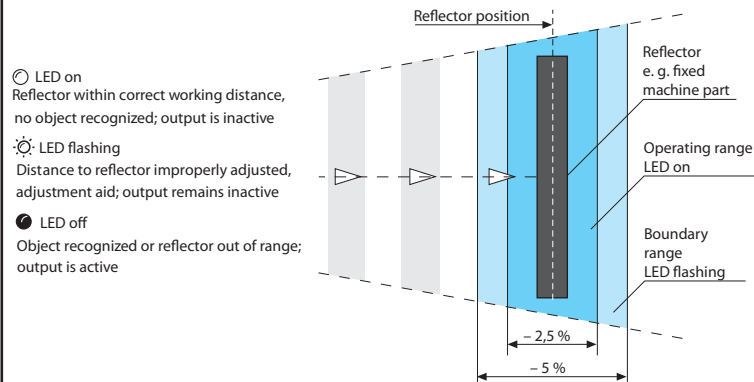 Reflector position
LED on
Reflector within correct working distance,
no object recognized; output is inactive
LED flashing
Distance to reflector improperly adjusted,
adjustment aid; output remains inactive
LED off
Object recognized or reflector out of range;
output is active
Reflector
e. g. fixed
machine part
Operating range
LED on
Boundary
range
LED flashing
– 2,5 %
– 5 %